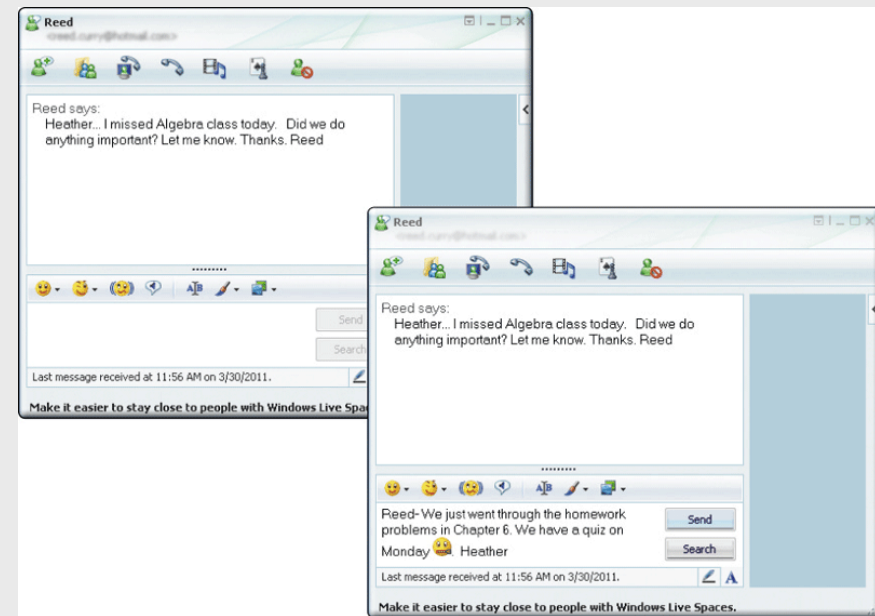 Reed
Reed says:
Heather... I missed Algebra class today. Did we do
anything important? Let me know. Thanks. Reed
Send
Search
Last message received at 11:56 AM on 3/30/2011.
Make it easier to stay close to people with Windows Live
Reed
Reed says:
Heather... I missed Algebra class today. Did we do
anything important? Let me know. Thanks. Reed
Reed- We just went through the homework
problems in Chapter 6. We have a quiz on
Monday . Heather
Send
Search
Last message received at 11:56 AM on 3/30/2011.
A
Make it easier to stay close to people with Windows Live Spaces.